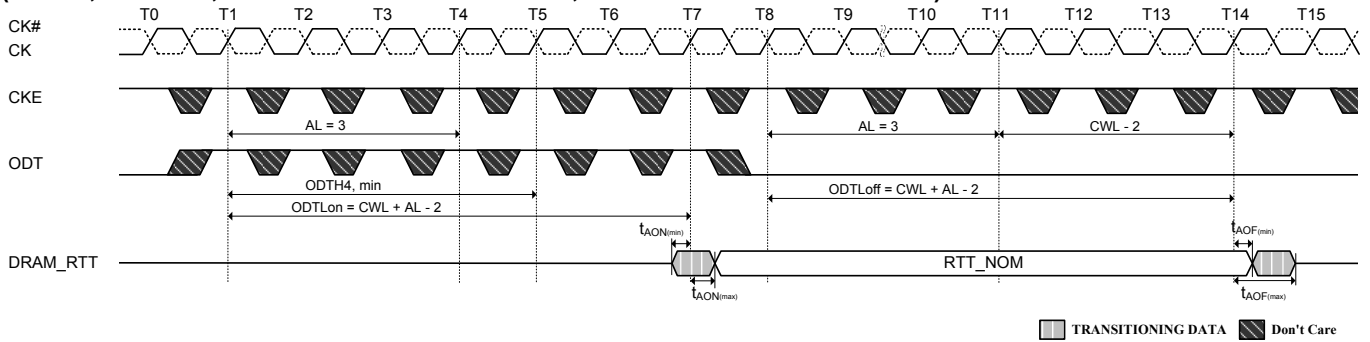 T0 T1 T2 T3 T4 T5 T6 T7 T8 T9 T10 T11 T12 T13 T14 T15
CK#
CK
CKE
AL = 3 AL = 3 CWL - 2
ODT
ODTH4, min
ODTLoff = CWL + AL - 2
ODTLon = CWL + AL - 2
tAON(min) tAOF(min)
DRAM_RTT RTT_NOM
tAON(max) tAOF(max)
TRANSITIONING DATA Don't Care